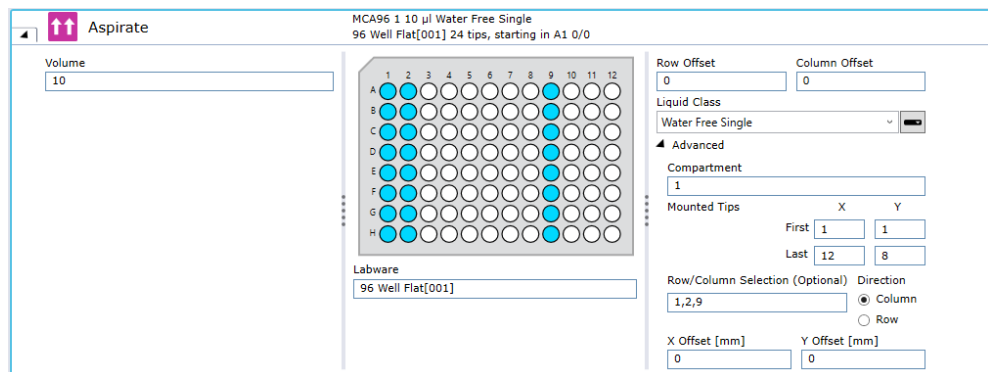 Aspirate
MCA96 1 10 µl Water Free Single
96 Well Flat[001] 24 tips, starting in A1 0/0
Volume
10
1 2 3 4 5 6 7 8 9 10 11 12
A
B
C
D
E
F
G
H
Labware
96 Well Flat[001]
Row Offset Column Offset
0 0
Liquid Class
Water Free Single
Advanced
Compartment
1
Mounted Tips X Y
First 1 1
Last 12 8
Row/Column Selection (Optional) Direction
1,2,9 Column
Row
X Offset [mm] Y Offset [mm]
0 0